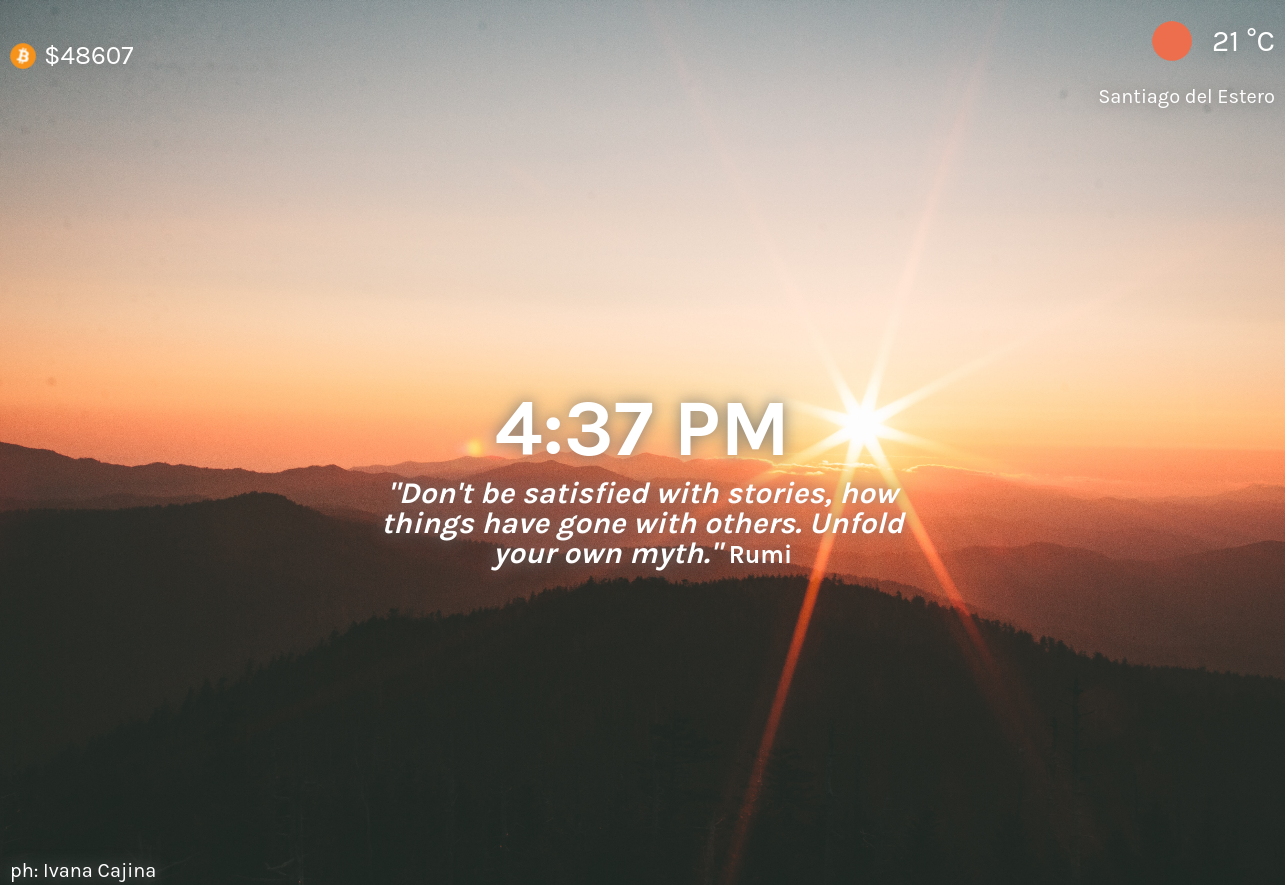 $48607
21 °C
Santiago del Estero
4:37 PM
"Don't be satisfied with stories, how
things have gone with others. Unfold
your own myth." Rumi
ph: Ivana Cajina